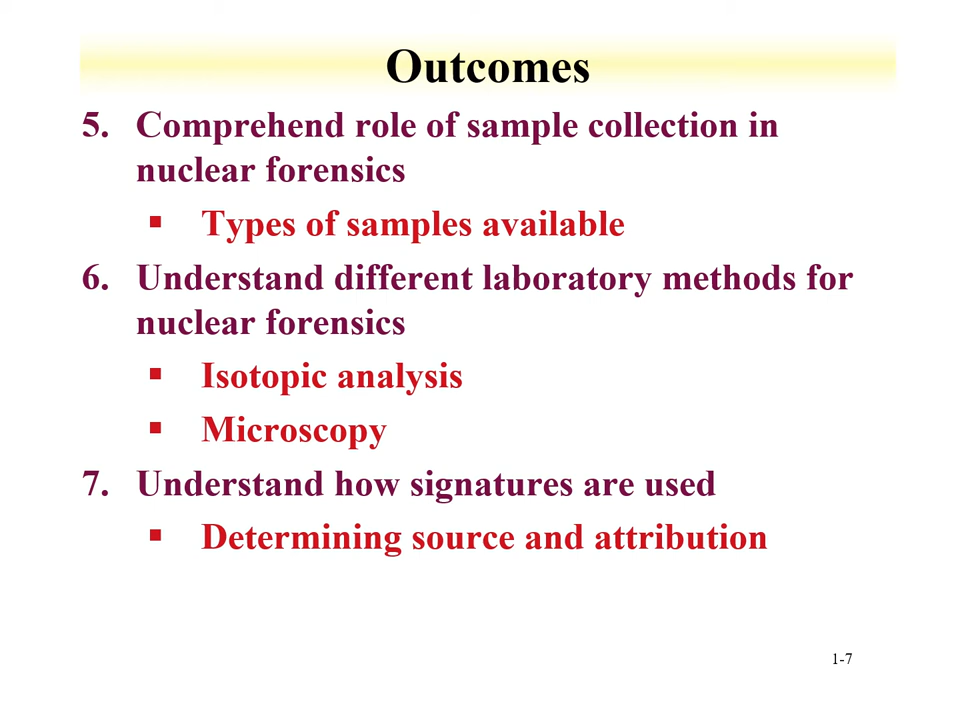 Outcomes
5. Comprehend role of sample collection in
nuclear forensics
▪ Types of samples available
6. Understand different laboratory methods for
nuclear forensics
▪ Isotopic analysis
▪ Microscopy
7. Understand how signatures are used
▪ Determining source and attribution
1-7